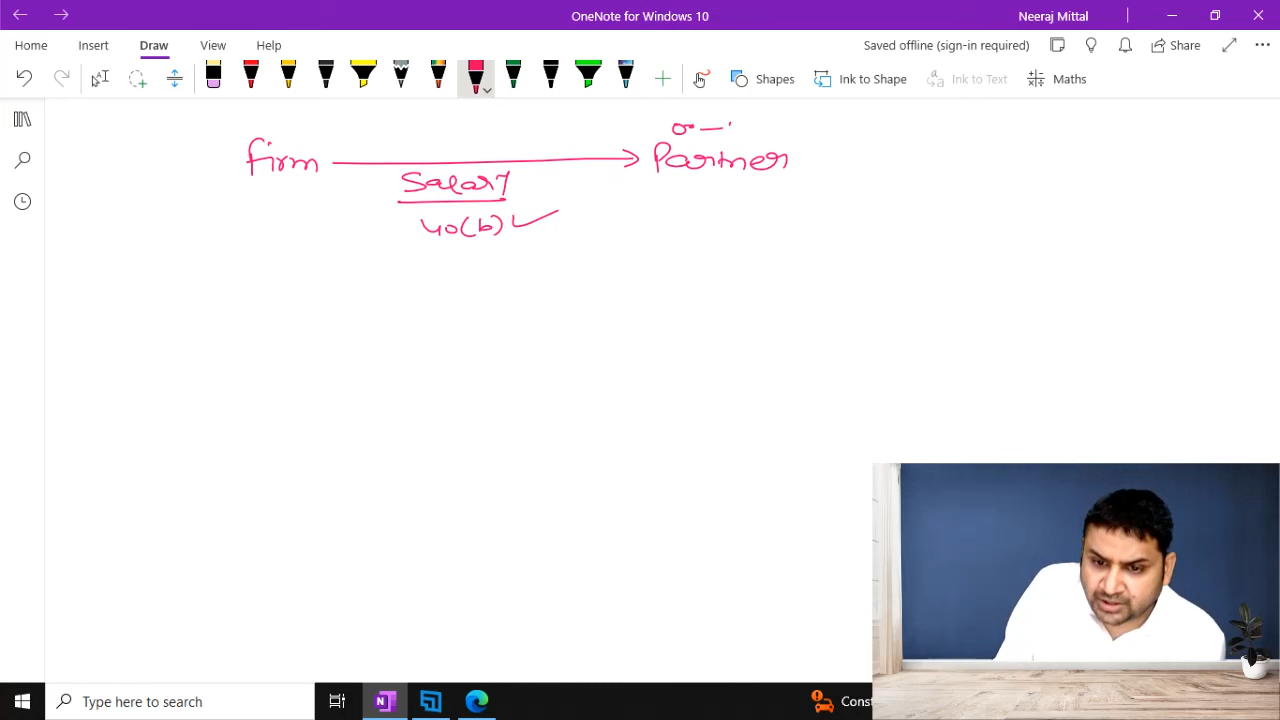 OneNote for Windows 10
Neeraj Mittal
Home Insert Draw View Help
Saved offline (sign-in required)
Share
Shapes
Ink to Shape
Ink to Text
Maths
Firm
Partner
Salary
40(b)
Type here to search
Const